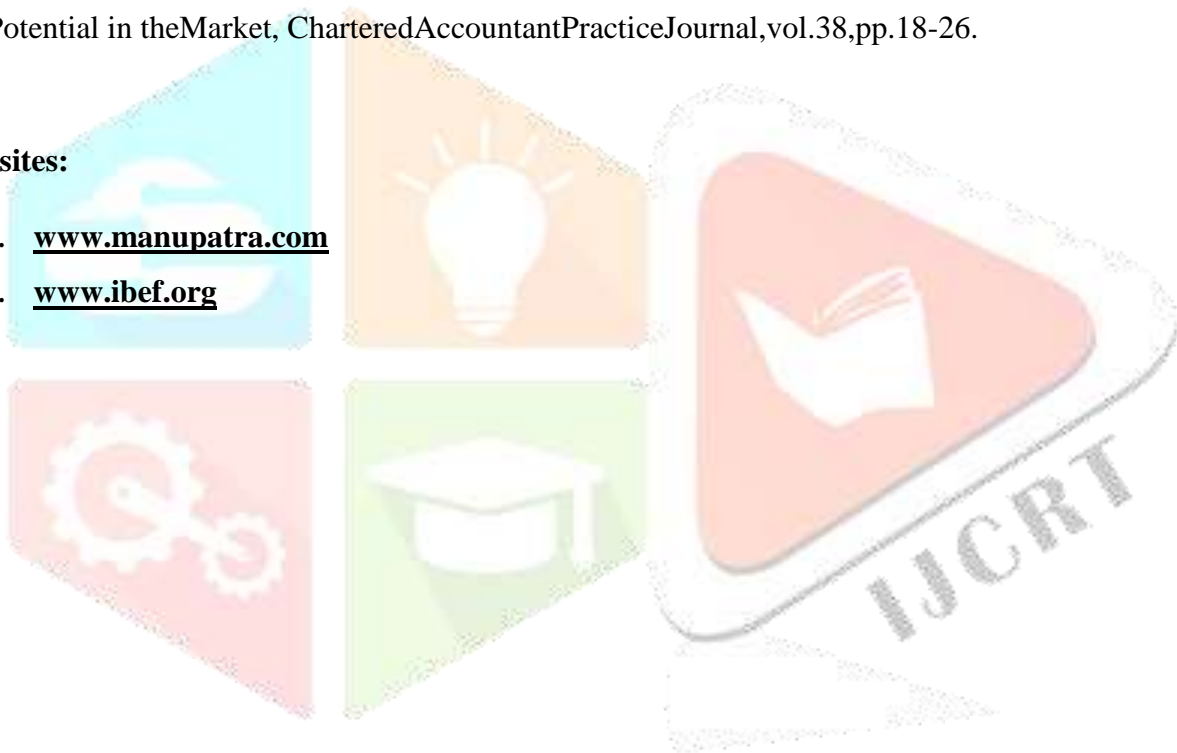 Potential in theMarket, CharteredAccountantPracticeJournal,vol.38,pp.18-26.
sites:
. www.manupatra.com
. www.ibef.org
IJCRT